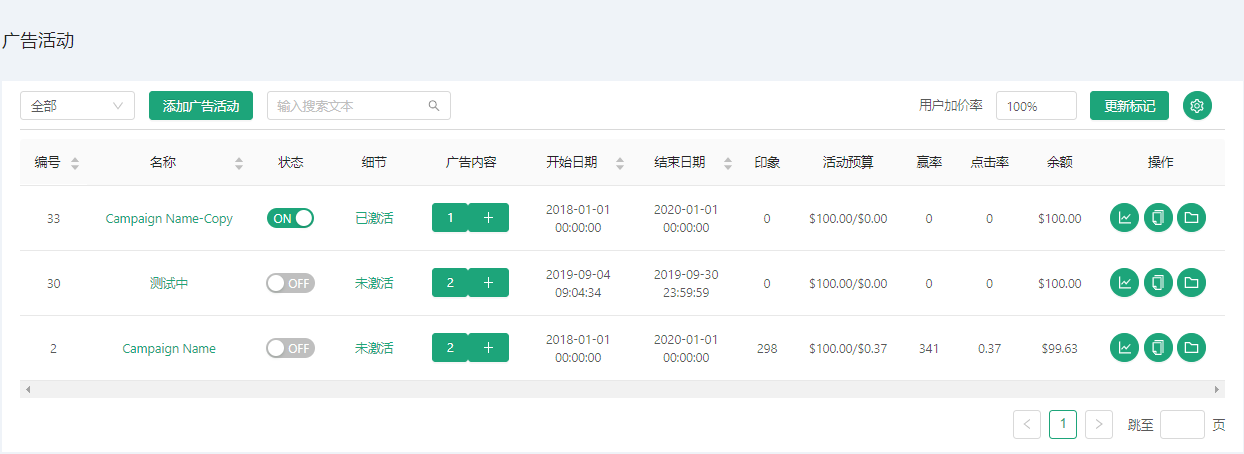 广告活动
全部 添加广告活动 输入搜索文本 用户加价率 100% 更新标记
编号 名称 状态 细节 广告内容 开始日期 结束日期 印象 活动预算 赢率 点击率 余额 操作
33 Campaign Name-Copy ON 已激活 1 + 2018-01-01 00:00:00 2020-01-01 00:00:00 0 $100.00/$0.00 0 0 $100.00
30 测试中 OFF 未激活 2 + 2019-09-04 09:04:34 2019-09-30 23:59:59 0 $100.00/$0.00 0 0 $100.00
2 Campaign Name OFF 未激活 2 + 2018-01-01 00:00:00 2020-01-01 00:00:00 298 $100.00/$0.37 341 0.37 $99.63
< 1 > 跳至 页